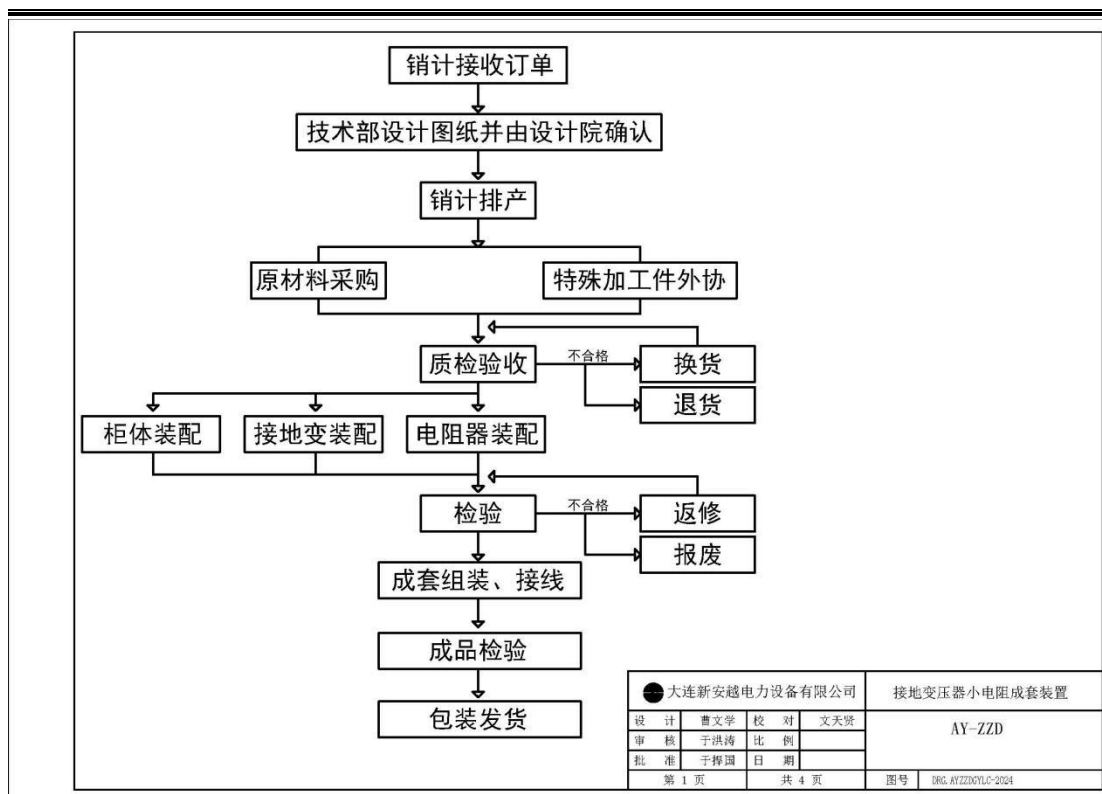 销计接收订单
技术部设计图纸并由设计院确认
销计排产
原材料采购
特殊加工件外协
质检验收
不合格
换货
退货
柜体装配
接地变装配
电阻器装配
检验
不合格
返修
报废
成套组装、接线
成品检验
包装发货
大连新安越电力设备有限公司
接地变压器小电阻成套装置
设 计 曹文学 校 对 文天贤
审 核 于洪涛 比 例
批 准 于挥国 日 期
AY-ZZD
第 1 页 共 4 页
图号 DRG.AYZZDGYLC-2024